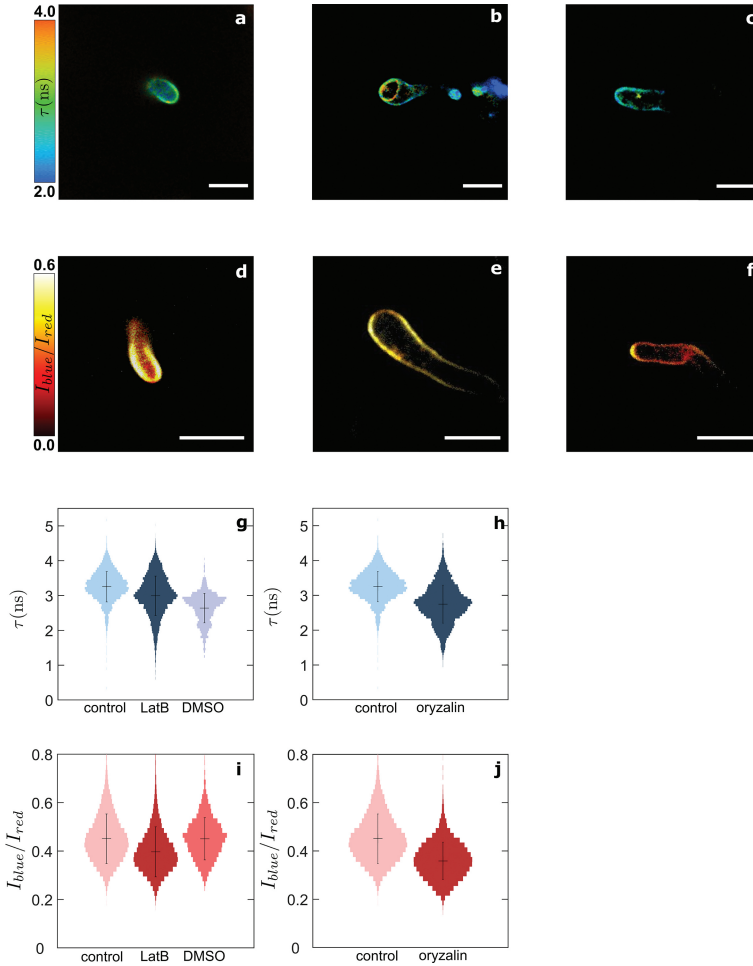 4.0
τ(ns)
2.0
a
b
c
0.6
I_blue/I_red
0.0
d
e
f
g
5
4
3
2
1
0
τ(ns)
control LatB DMSO
h
5
4
3
2
1
0
τ(ns)
control oryzalin
i
0.8
0.6
0.4
0.2
0
I_blue/I_red
control LatB DMSO
j
0.8
0.6
0.4
0.2
0
I_blue/I_red
control oryzalin